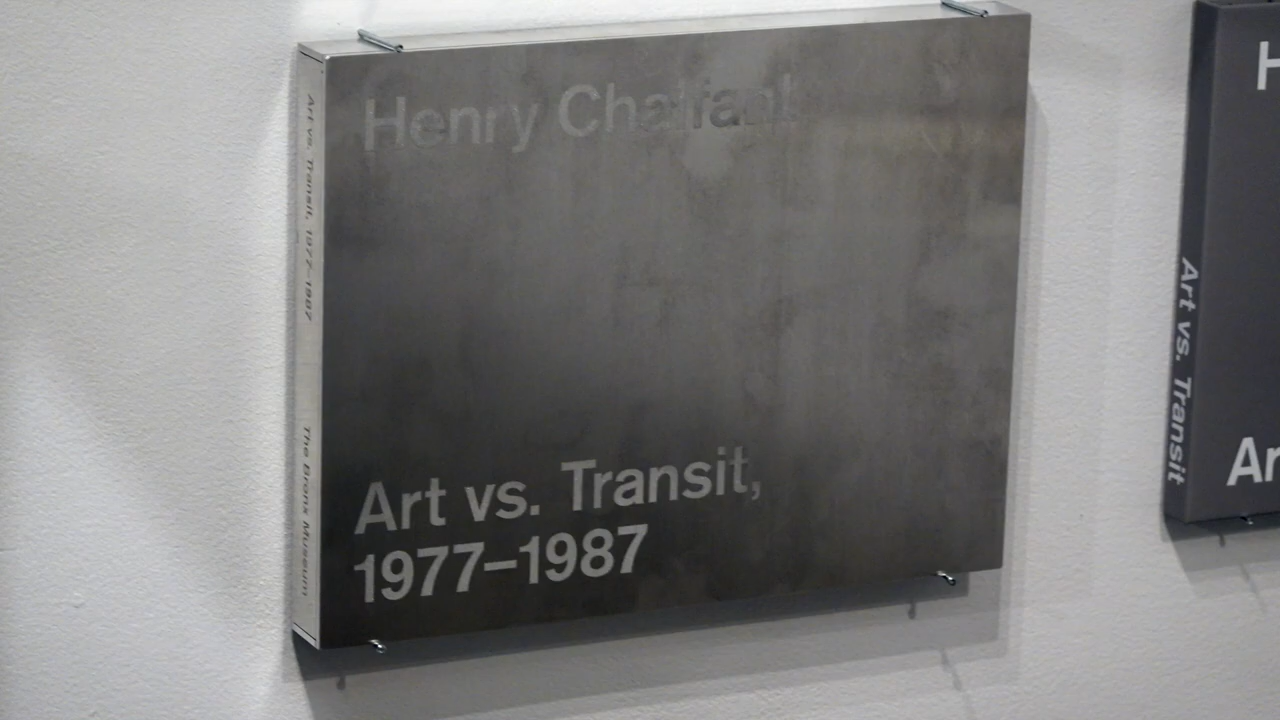 Henry Chalfant
Art vs. Transit,
1977–1987
Art vs. Transit, 1977–1987
The Bronx Museum
H
Art vs. Transit
Ar